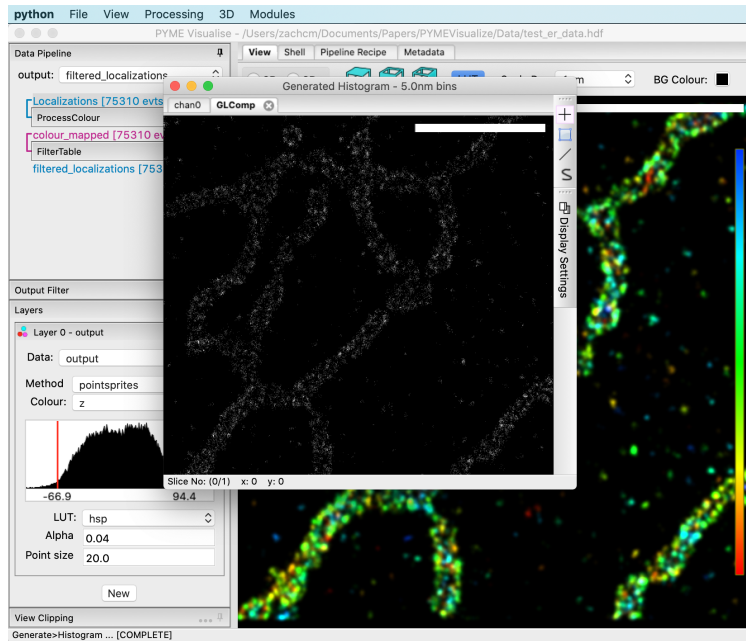 python File View Processing 3D Modules
PYME Visualise - /Users/zachcm/Documents/Papers/PYMEVisualize/Data/test_er_data.hdf
Data Pipeline
View Shell Pipeline Recipe Metadata
output: filtered_localizations
BG Colour:
Generated Histogram - 5.0nm bins
Localizations [75310 evts
chan0 GLComp
ProcessColour
colour_mapped [75310 ev
FilterTable
filtered_localizations [753
Display Settings
Output Filter
Layers
Layer 0 - output
Data: output
Method pointsprites
Colour: z
Slice No: (0/1) x: 0 y: 0
-66.9 94.4
LUT: hsp
Alpha 0.04
Point size 20.0
New
View Clipping
Generate>Histogram ... [COMPLETE]